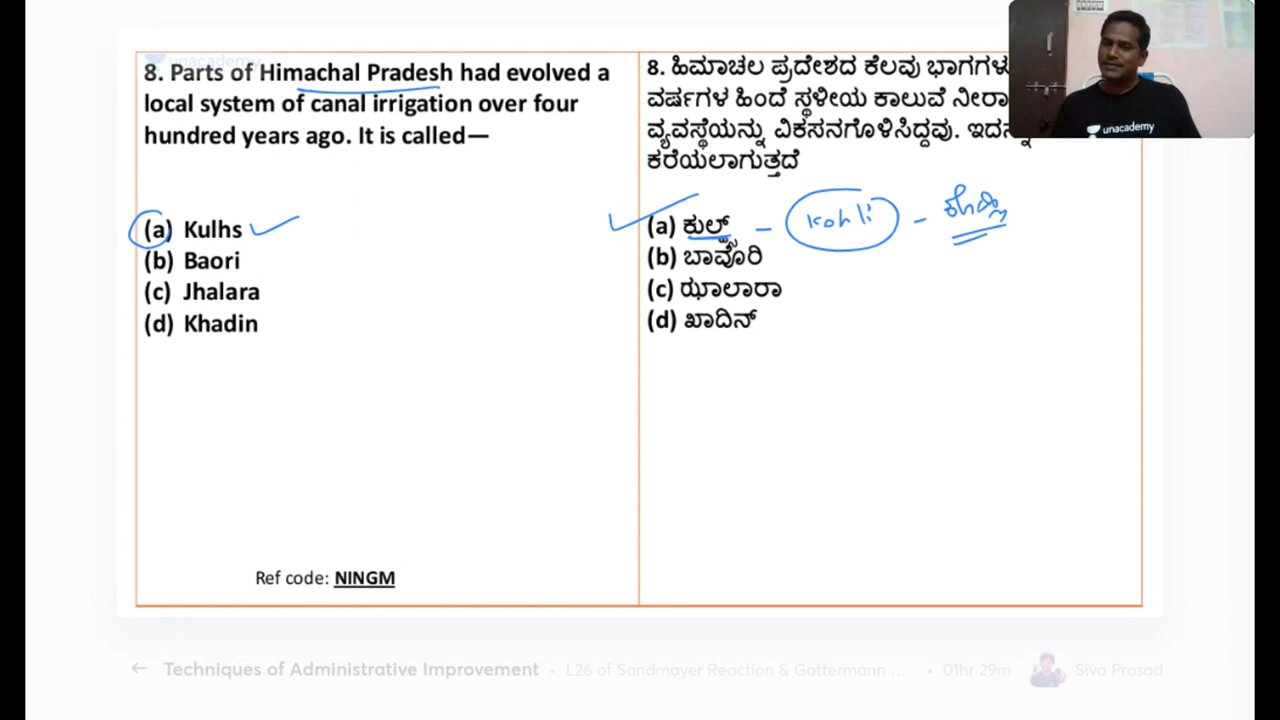 unacademy
8. Parts of Himachal Pradesh had evolved a
local system of canal irrigation over four
hundred years ago. It is called—
(a) Kulhs
(b) Baori
(c) Jhalara
(d) Khadin
Ref code: NINGM
8. ಹಿಮಾಚಲ ಪ್ರದೇಶದ ಕೆಲವು ಭಾಗಗಳು
ವರ್ಷಗಳ ಹಿಂದೆ ಸ್ಥಳೀಯ ಕಾಲುವೆ
ವ್ಯವಸ್ಥೆಯನ್ನು ವಿಕಸನಗೊಳಿಸಿದ್ದವು.
ಕರೆಯಲಾಗುತ್ತದೆ
(a) ಕುಲ್ಹ್ಸ್ – Kohli –
(b) ಬಾವೊರಿ
(c) ಝಾಲಾರಾ
(d) ಖಾದಿನ್
unacademy
← Techniques of Administrative Improvement • L26 of Sandmayer Reaction & Gattermann ... • 01hr 29m Siva Prasad